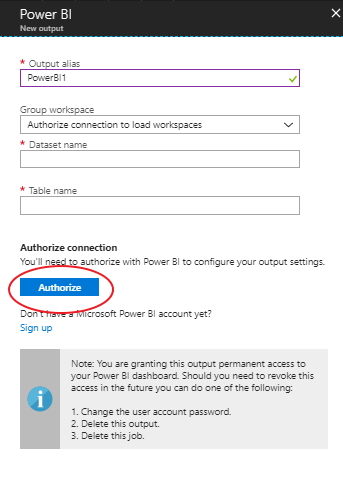 Power BI
New output
* Output alias
PowerBI1
Group workspace
Authorize connection to load workspaces
* Dataset name
* Table name
Authorize connection
You'll need to authorize with Power BI to configure your output settings.
Authorize
Don't have a Microsoft Power BI account yet?
Sign up
Note: You are granting this output permanent access to
your Power BI dashboard. Should you need to revoke this
access in the future you can do one of the following:
1. Change the user account password.
2. Delete this output.
3. Delete this job.